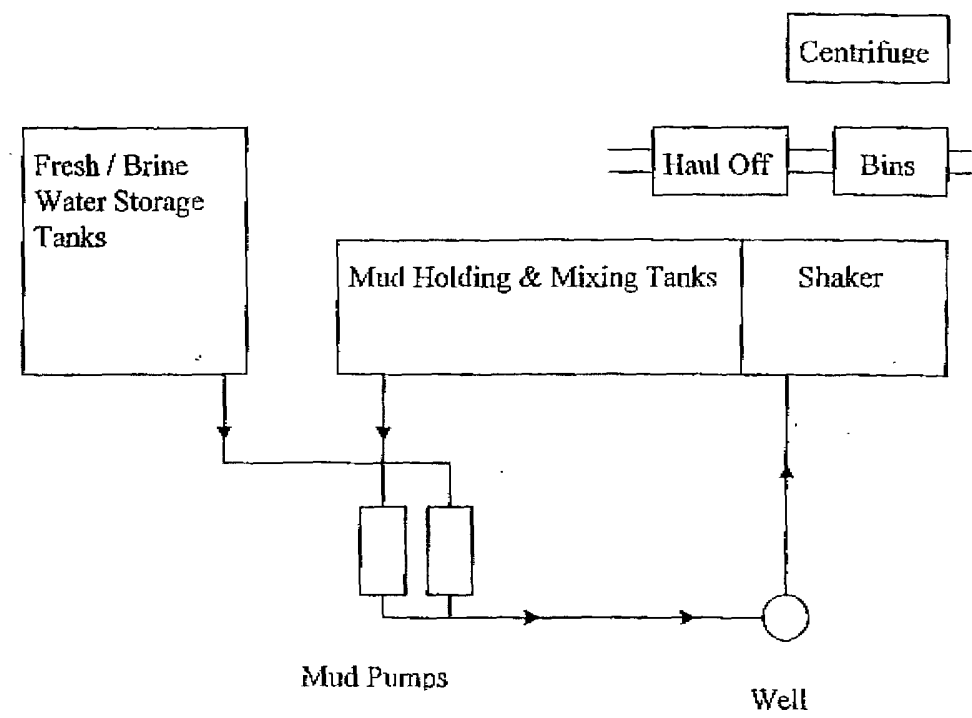 Centrifuge
Fresh / Brine
Water Storage
Tanks
Haul Off
Bins
Mud Holding & Mixing Tanks
Shaker
Mud Pumps
Well